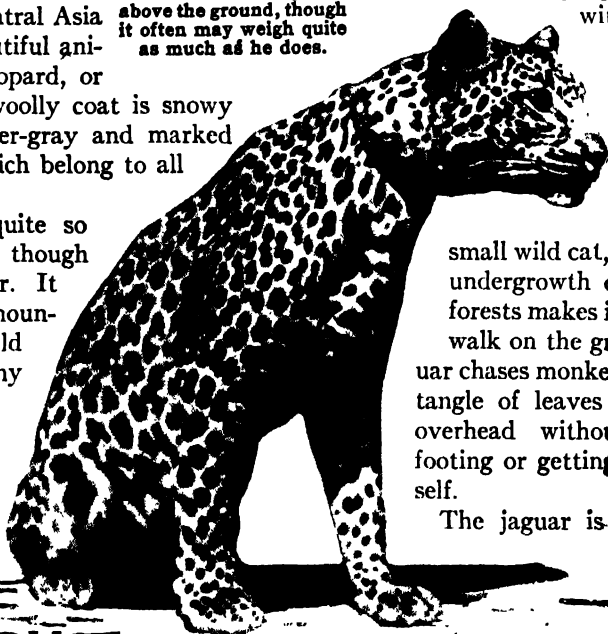 ntral Asia
utiful ani-
opard, or
woolly coat is snowy
er-gray and marked
ich belong to all
quite so
though
r. It
noun-
ld
ny
above the ground, though
it often may weigh quite
as much as he does.
wit
small wild cat,
undergrowth
forests makes i
walk on the gr
uar chases monke
tangle of leaves
overhead withou
footing or getting
self.
The jaguar is